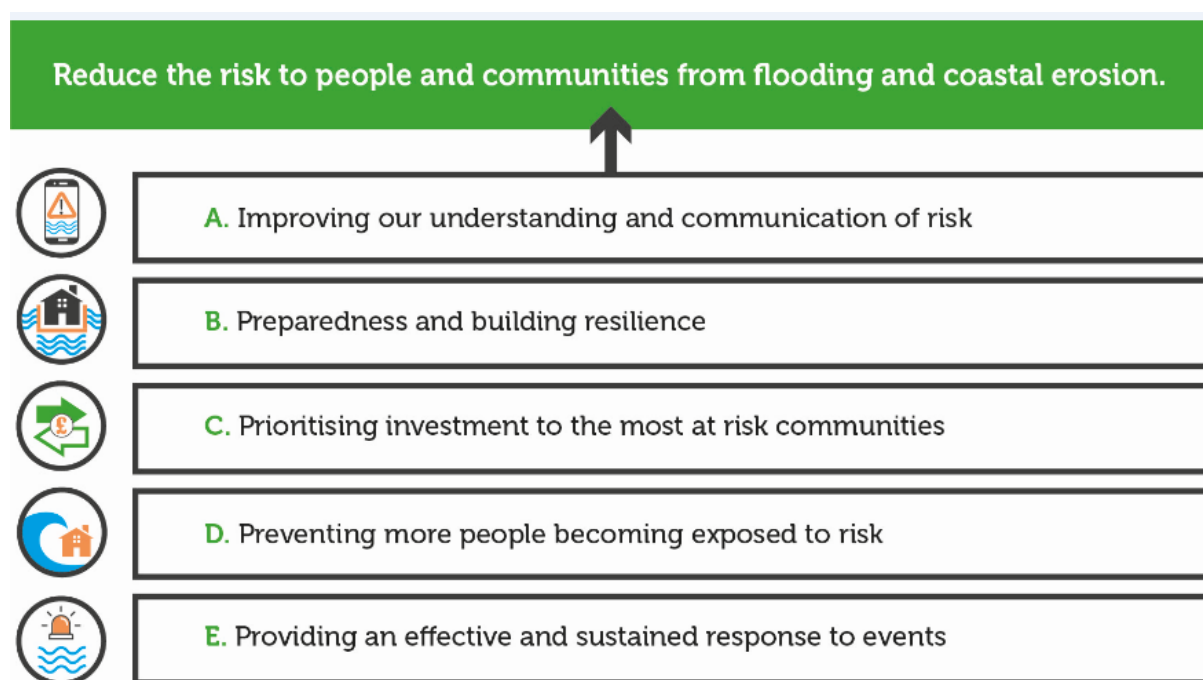 Reduce the risk to people and communities from flooding and coastal erosion.
A. Improving our understanding and communication of risk
B. Preparedness and building resilience
£
C. Prioritising investment to the most at risk communities
D. Preventing more people becoming exposed to risk
E. Providing an effective and sustained response to events